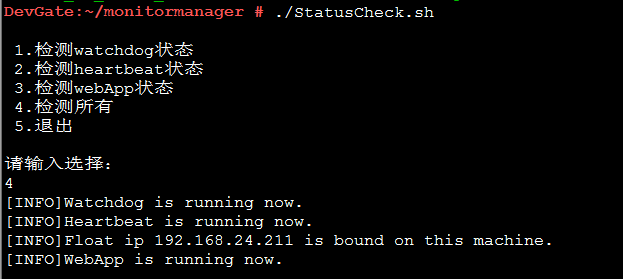 DevGate:~/monitormanager # ./StatusCheck.sh
1.检测watchdog状态
2.检测heartbeat状态
3.检测webApp状态
4.检测所有
5.退出
请输入选择:
4
[INFO]Watchdog is running now.
[INFO]Heartbeat is running now.
[INFO]Float ip 192.168.24.211 is bound on this machine.
[INFO]WebApp is running now.